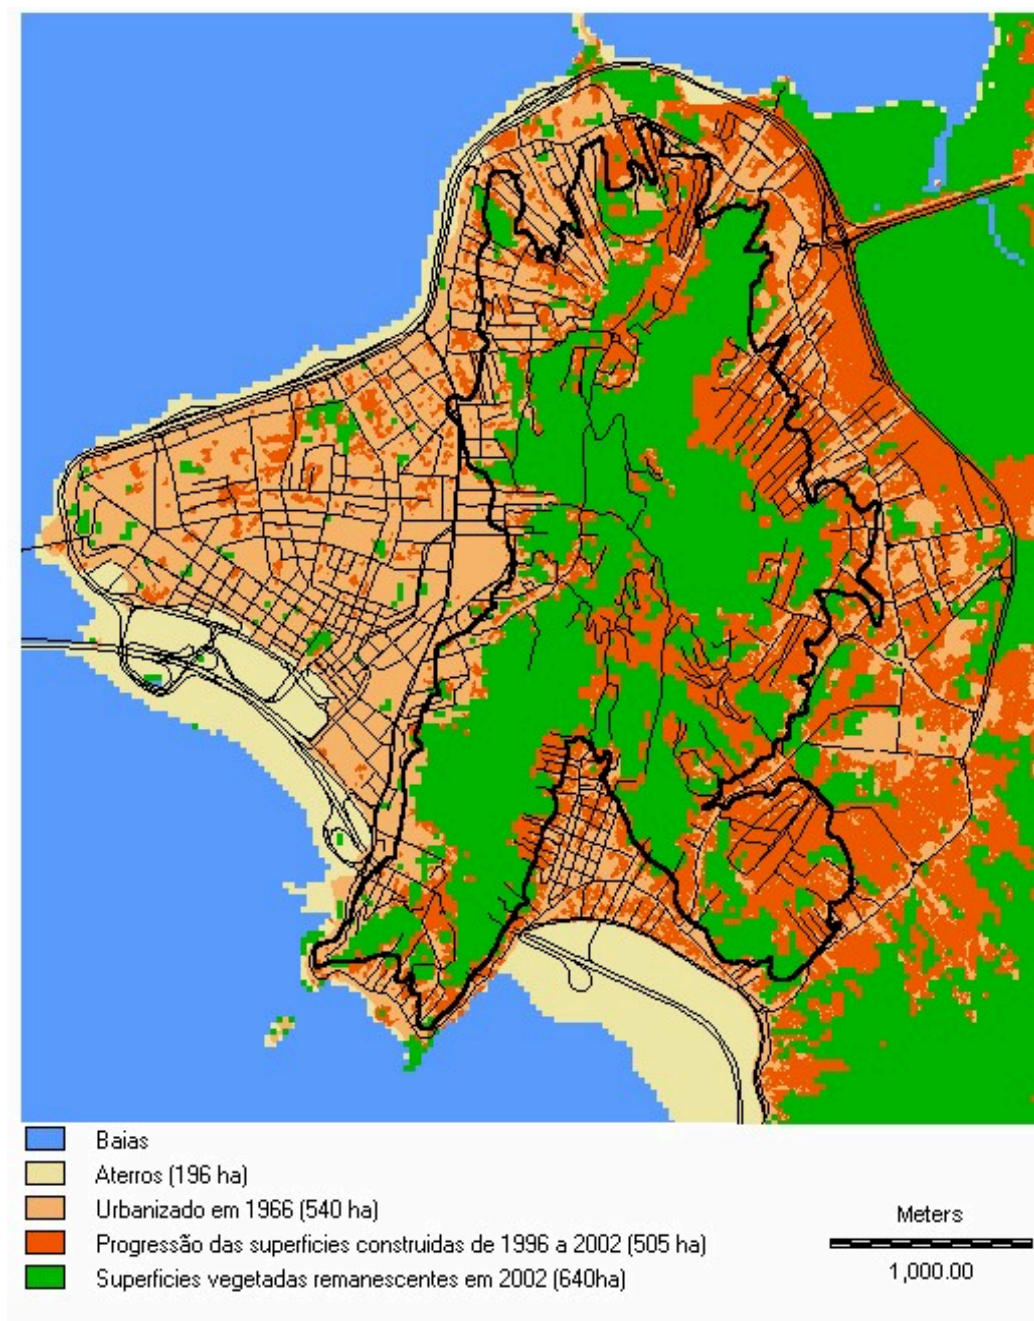 Baias
Aterros (196 ha)
Urbanizado em 1966 (540 ha)
Progressão das superficies construidas de 1996 a 2002 (505 ha)
Superficies vegetadas remanescentes em 2002 (640ha)
Meters
1,000.00